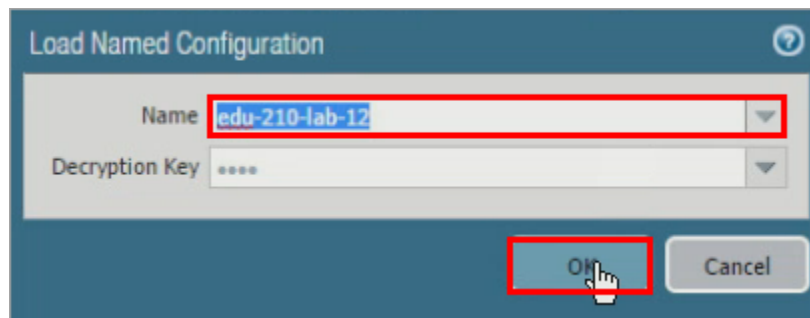 Load Named Configuration
Name edu-210-lab-12
Decryption Key ••••
OK Cancel